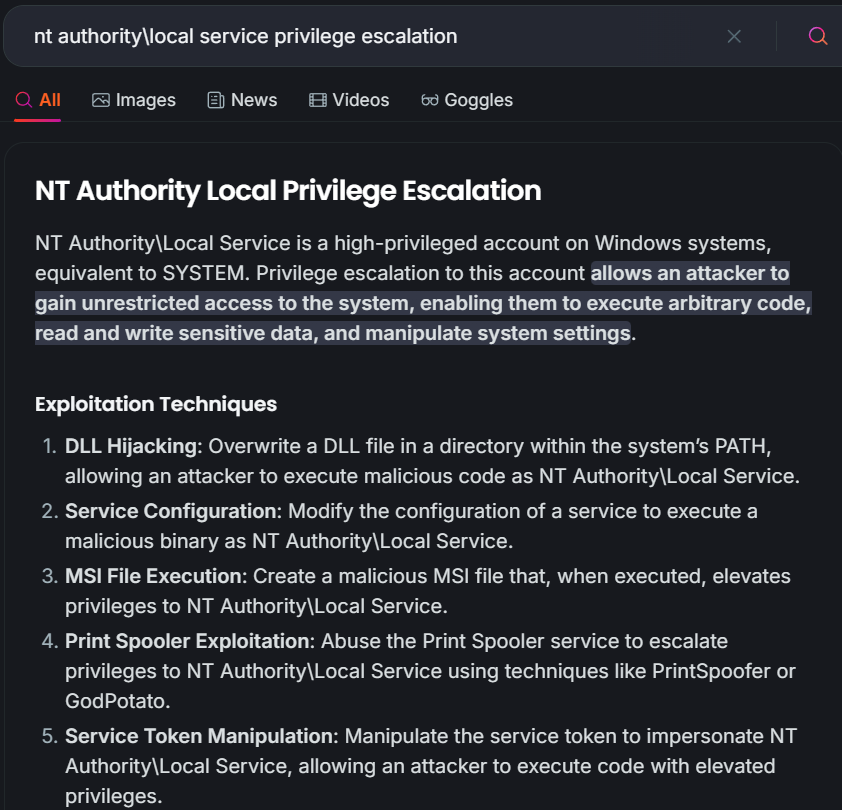 nt authority\local service privilege escalation
All Images News Videos Goggles
NT Authority Local Privilege Escalation
NT Authority\Local Service is a high-privileged account on Windows systems,
equivalent to SYSTEM. Privilege escalation to this account allows an attacker to
gain unrestricted access to the system, enabling them to execute arbitrary code,
read and write sensitive data, and manipulate system settings.
Exploitation Techniques
1. DLL Hijacking: Overwrite a DLL file in a directory within the system’s PATH,
allowing an attacker to execute malicious code as NT Authority\Local Service.
2. Service Configuration: Modify the configuration of a service to execute a
malicious binary as NT Authority\Local Service.
3. MSI File Execution: Create a malicious MSI file that, when executed, elevates
privileges to NT Authority\Local Service.
4. Print Spooler Exploitation: Abuse the Print Spooler service to escalate
privileges to NT Authority\Local Service using techniques like PrintSpoofer or
GodPotato.
5. Service Token Manipulation: Manipulate the service token to impersonate NT
Authority\Local Service, allowing an attacker to execute code with elevated
privileges.